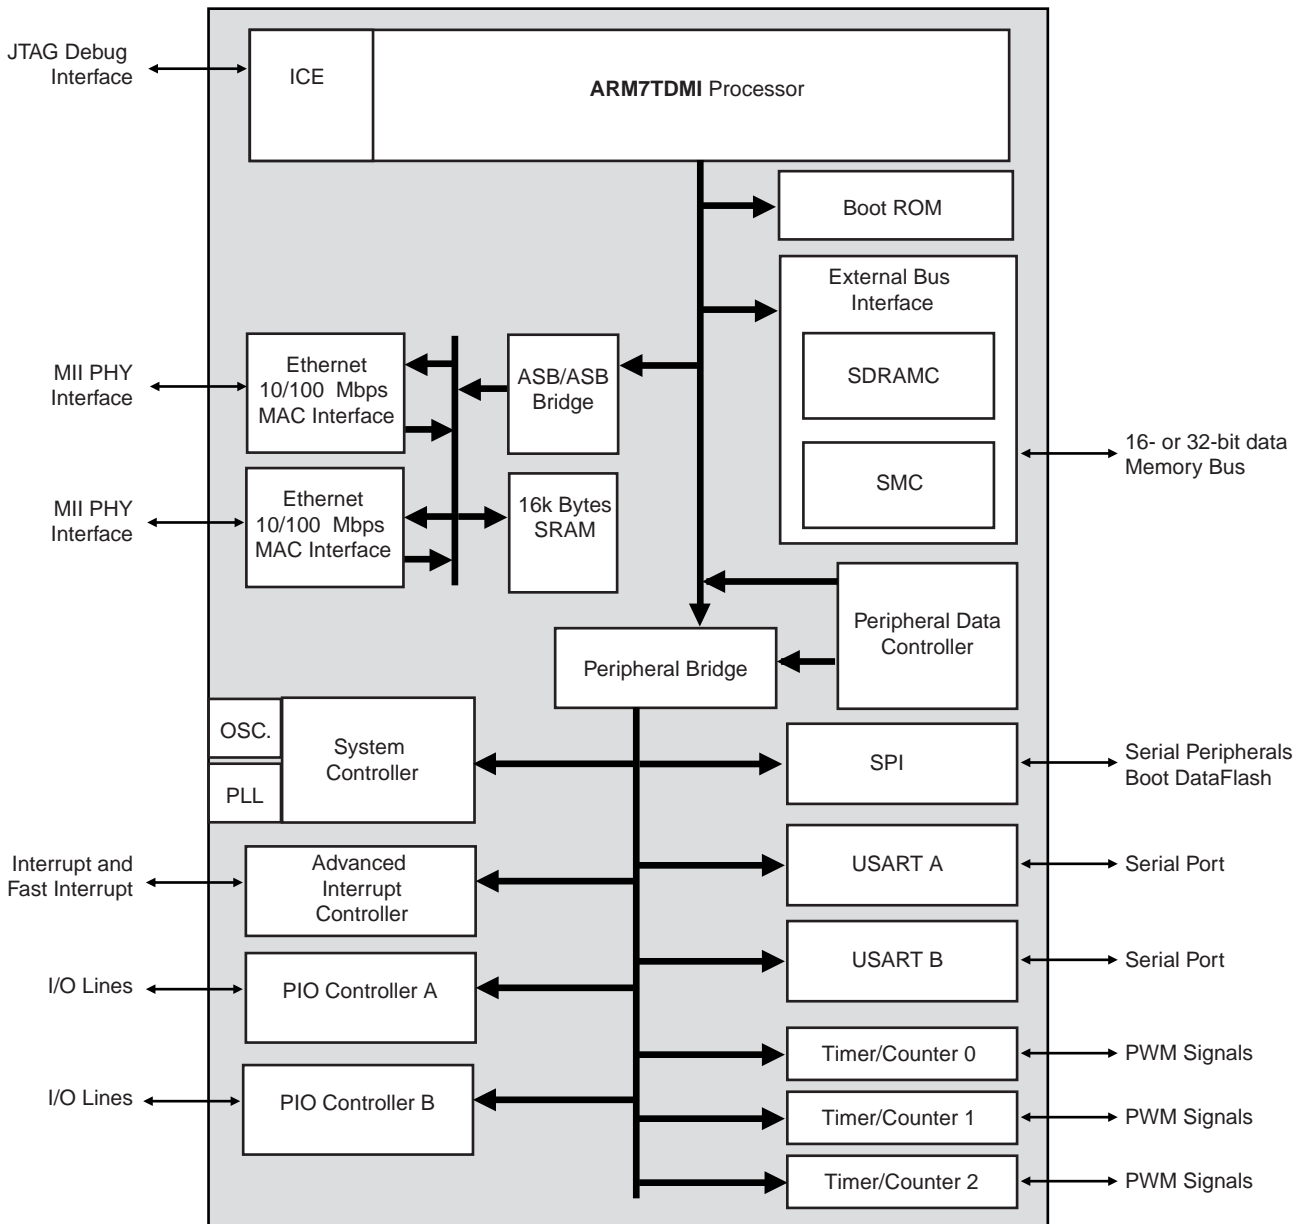 JTAG Debug
Interface
ICE
ARM7TDMI Processor
Boot ROM
External Bus
Interface
SDRAMC
SMC
16- or 32-bit data
Memory Bus
MII PHY
Interface
Ethernet
10/100 Mbps
MAC Interface
ASB/ASB
Bridge
MII PHY
Interface
Ethernet
10/100 Mbps
MAC Interface
16k Bytes
SRAM
Peripheral Data
Controller
Peripheral Bridge
OSC.
PLL
System
Controller
SPI
Serial Peripherals
Boot DataFlash
Interrupt and
Fast Interrupt
Advanced
Interrupt
Controller
USART A
Serial Port
I/O Lines
PIO Controller A
USART B
Serial Port
Timer/Counter 0
PWM Signals
I/O Lines
PIO Controller B
Timer/Counter 1
PWM Signals
Timer/Counter 2
PWM Signals